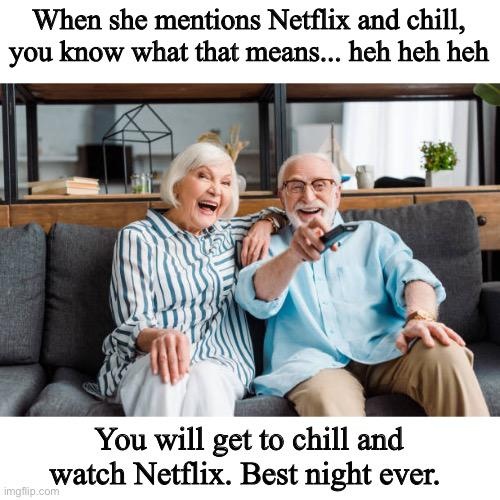 When she mentions Netflix and chill,
you know what that means... heh heh heh
You will get to chill and
watch Netflix. Best night ever.
imgflip.com